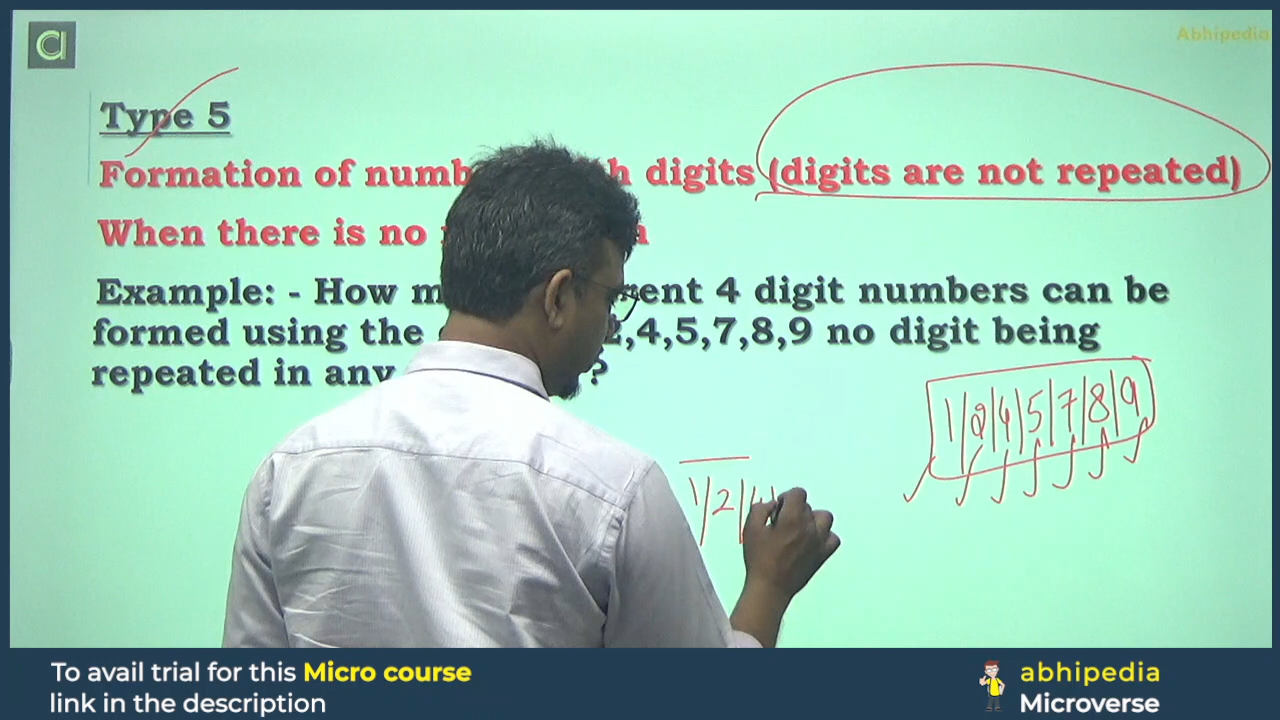 Abhipedia
Type 5
Formation of digits (digits are not repeated)
When there is no
Example: - How 4 digit numbers can be
formed using the 2,4,5,7,8,9 no digit being
repeated in any ?
1/2/4/5/7/8/9
1/2/
To avail trial for this Micro course
link in the description
abhipedia
Microverse